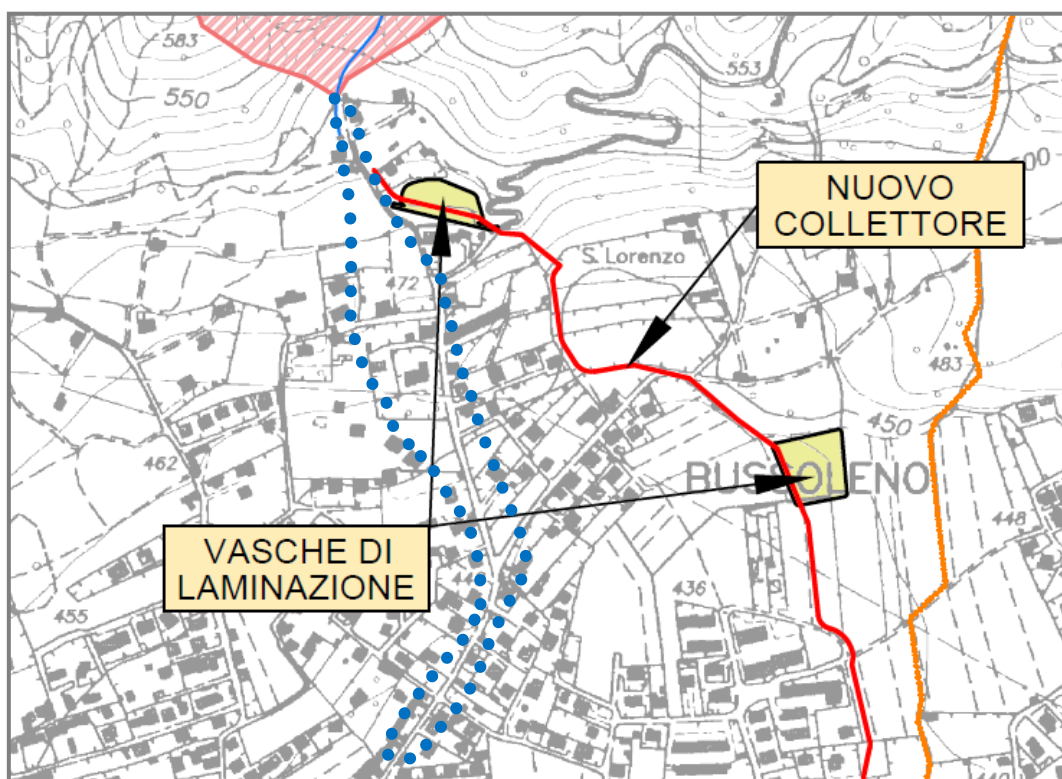 583
553
550
NUOVO
COLLETTORE
S. Lorenzo
472
483
450
462
BUSSOLENO
VASCHE DI
LAMINAZIONE
448
436
455